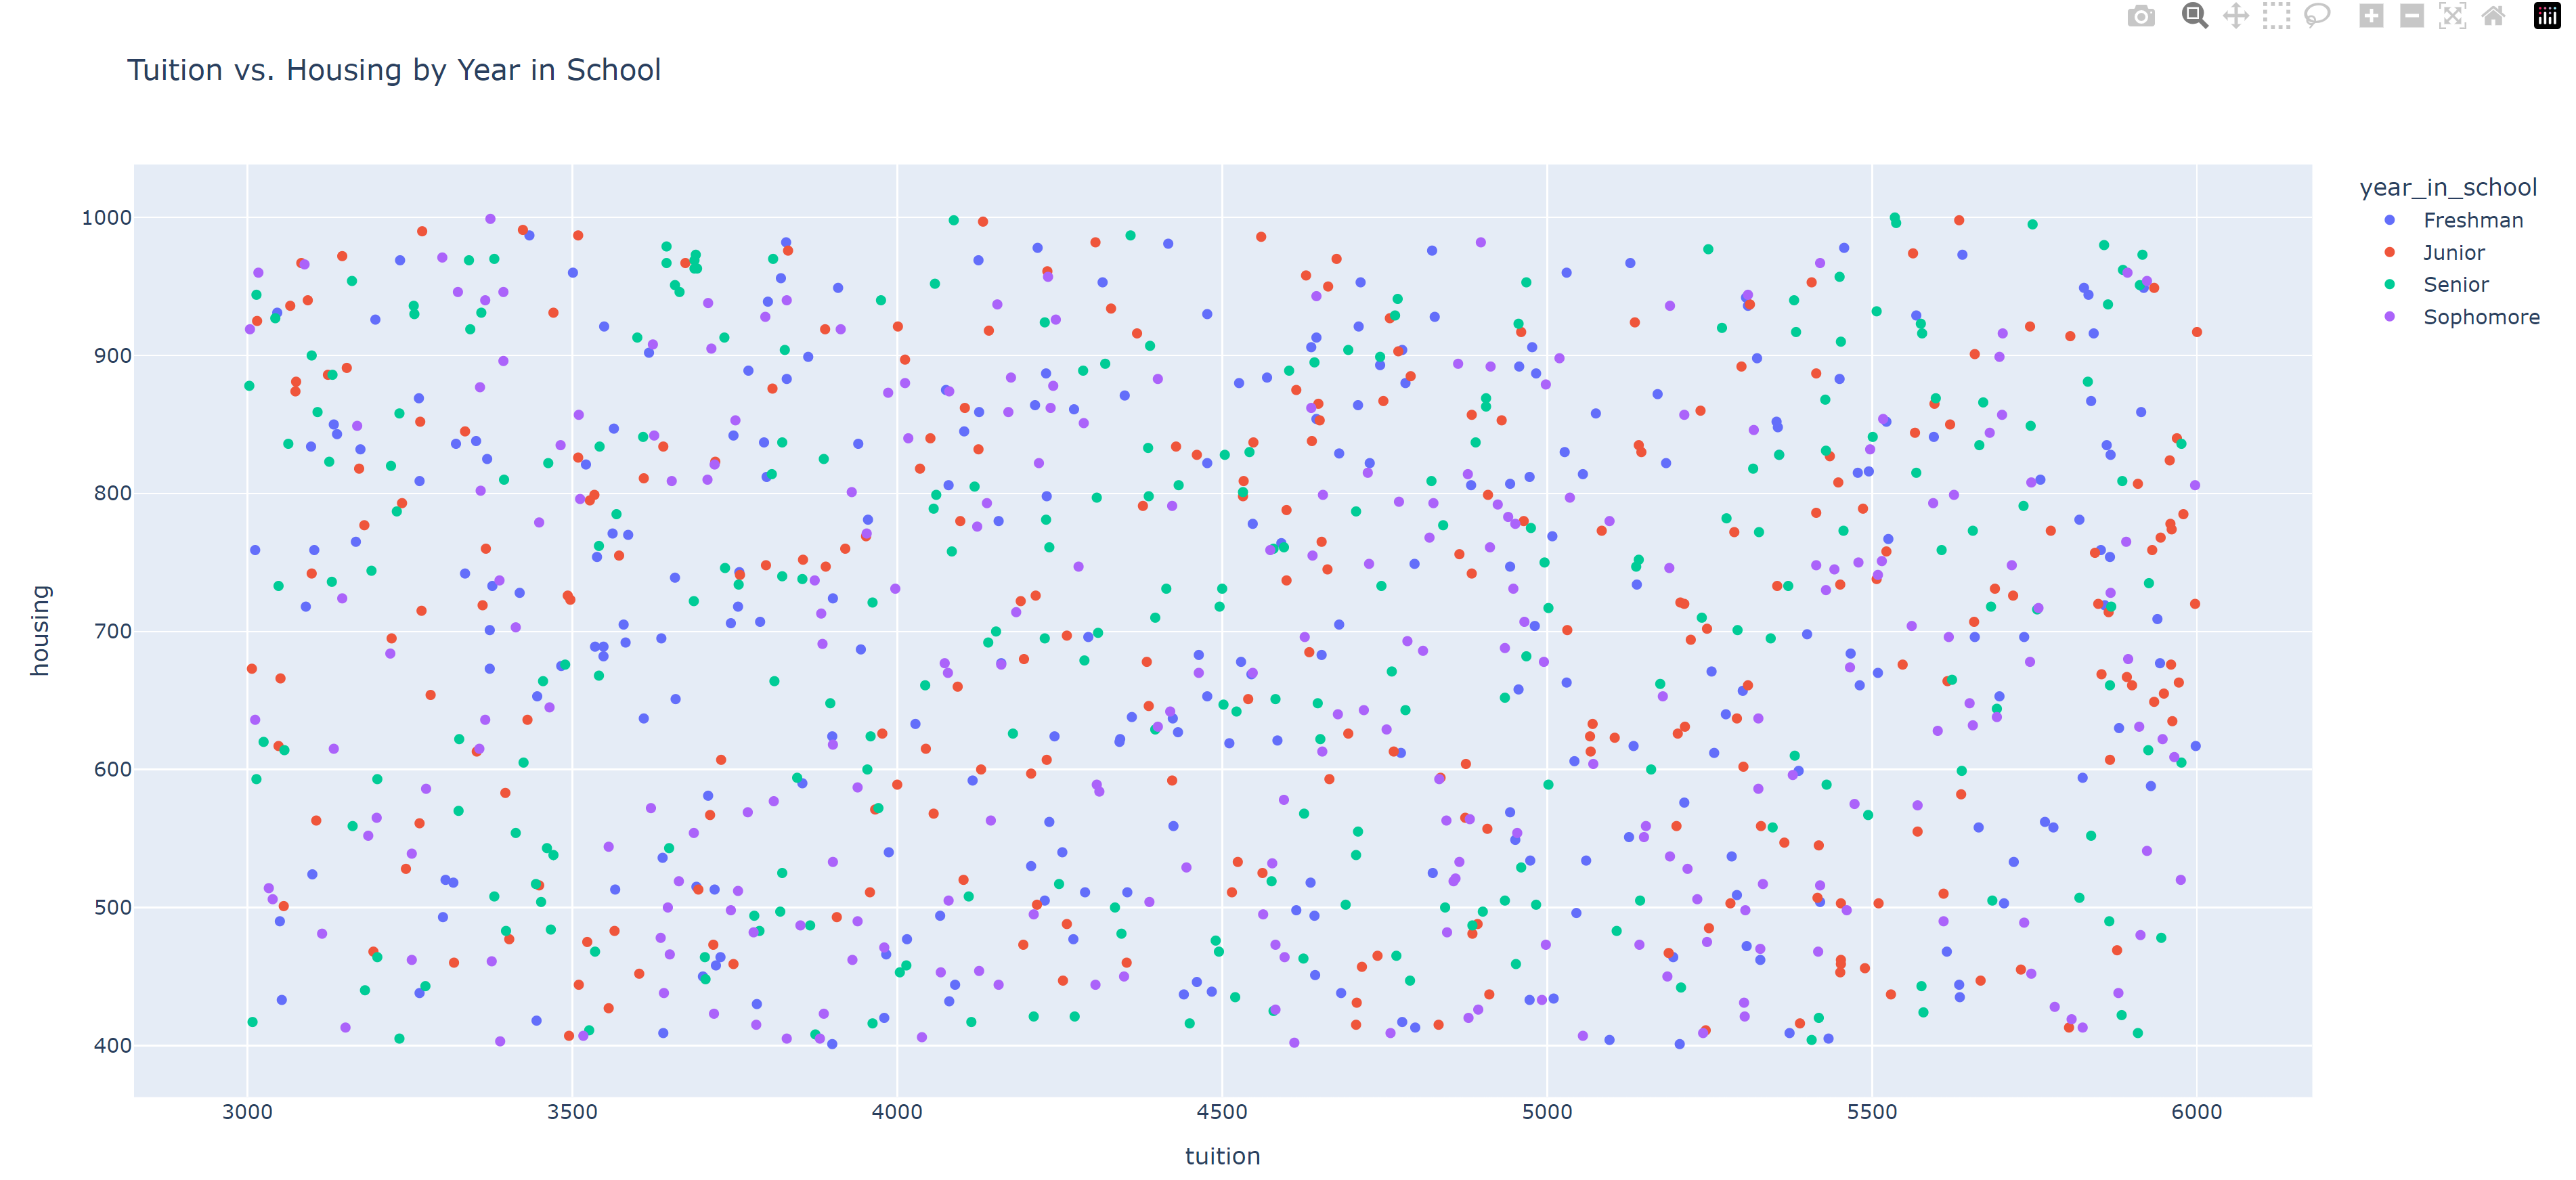 Tuition vs. Housing by Year in School
year_in_school
Freshman
Junior
Senior
Sophomore
housing
1000
900
800
700
600
500
400
3000 3500 4000 4500 5000 5500 6000
tuition